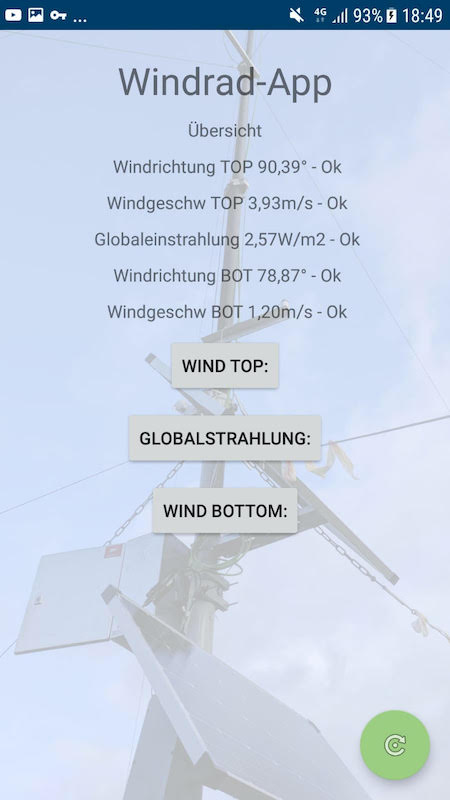 ... 4G 93% 18:49
Windrad-App
Übersicht
Windrichtung TOP 90,39° - Ok
Windgeschw TOP 3,93m/s - Ok
Globaleinstrahlung 2,57W/m2 - Ok
Windrichtung BOT 78,87° - Ok
Windgeschw BOT 1,20m/s - Ok
WIND TOP:
GLOBALSTRAHLUNG:
WIND BOTTOM: